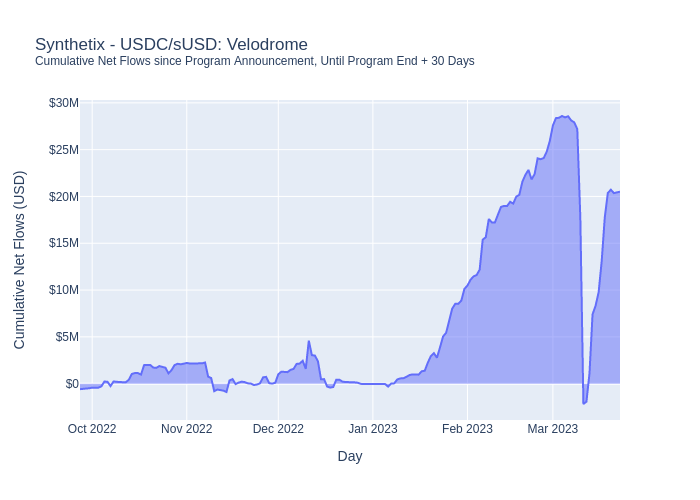 Synthetix - USDC/sUSD: Velodrome
Cumulative Net Flows since Program Announcement, Until Program End + 30 Days
Cumulative Net Flows (USD)
$30M
$25M
$20M
$15M
$10M
$5M
$0
Oct 2022 Nov 2022 Dec 2022 Jan 2023 Feb 2023 Mar 2023
Day